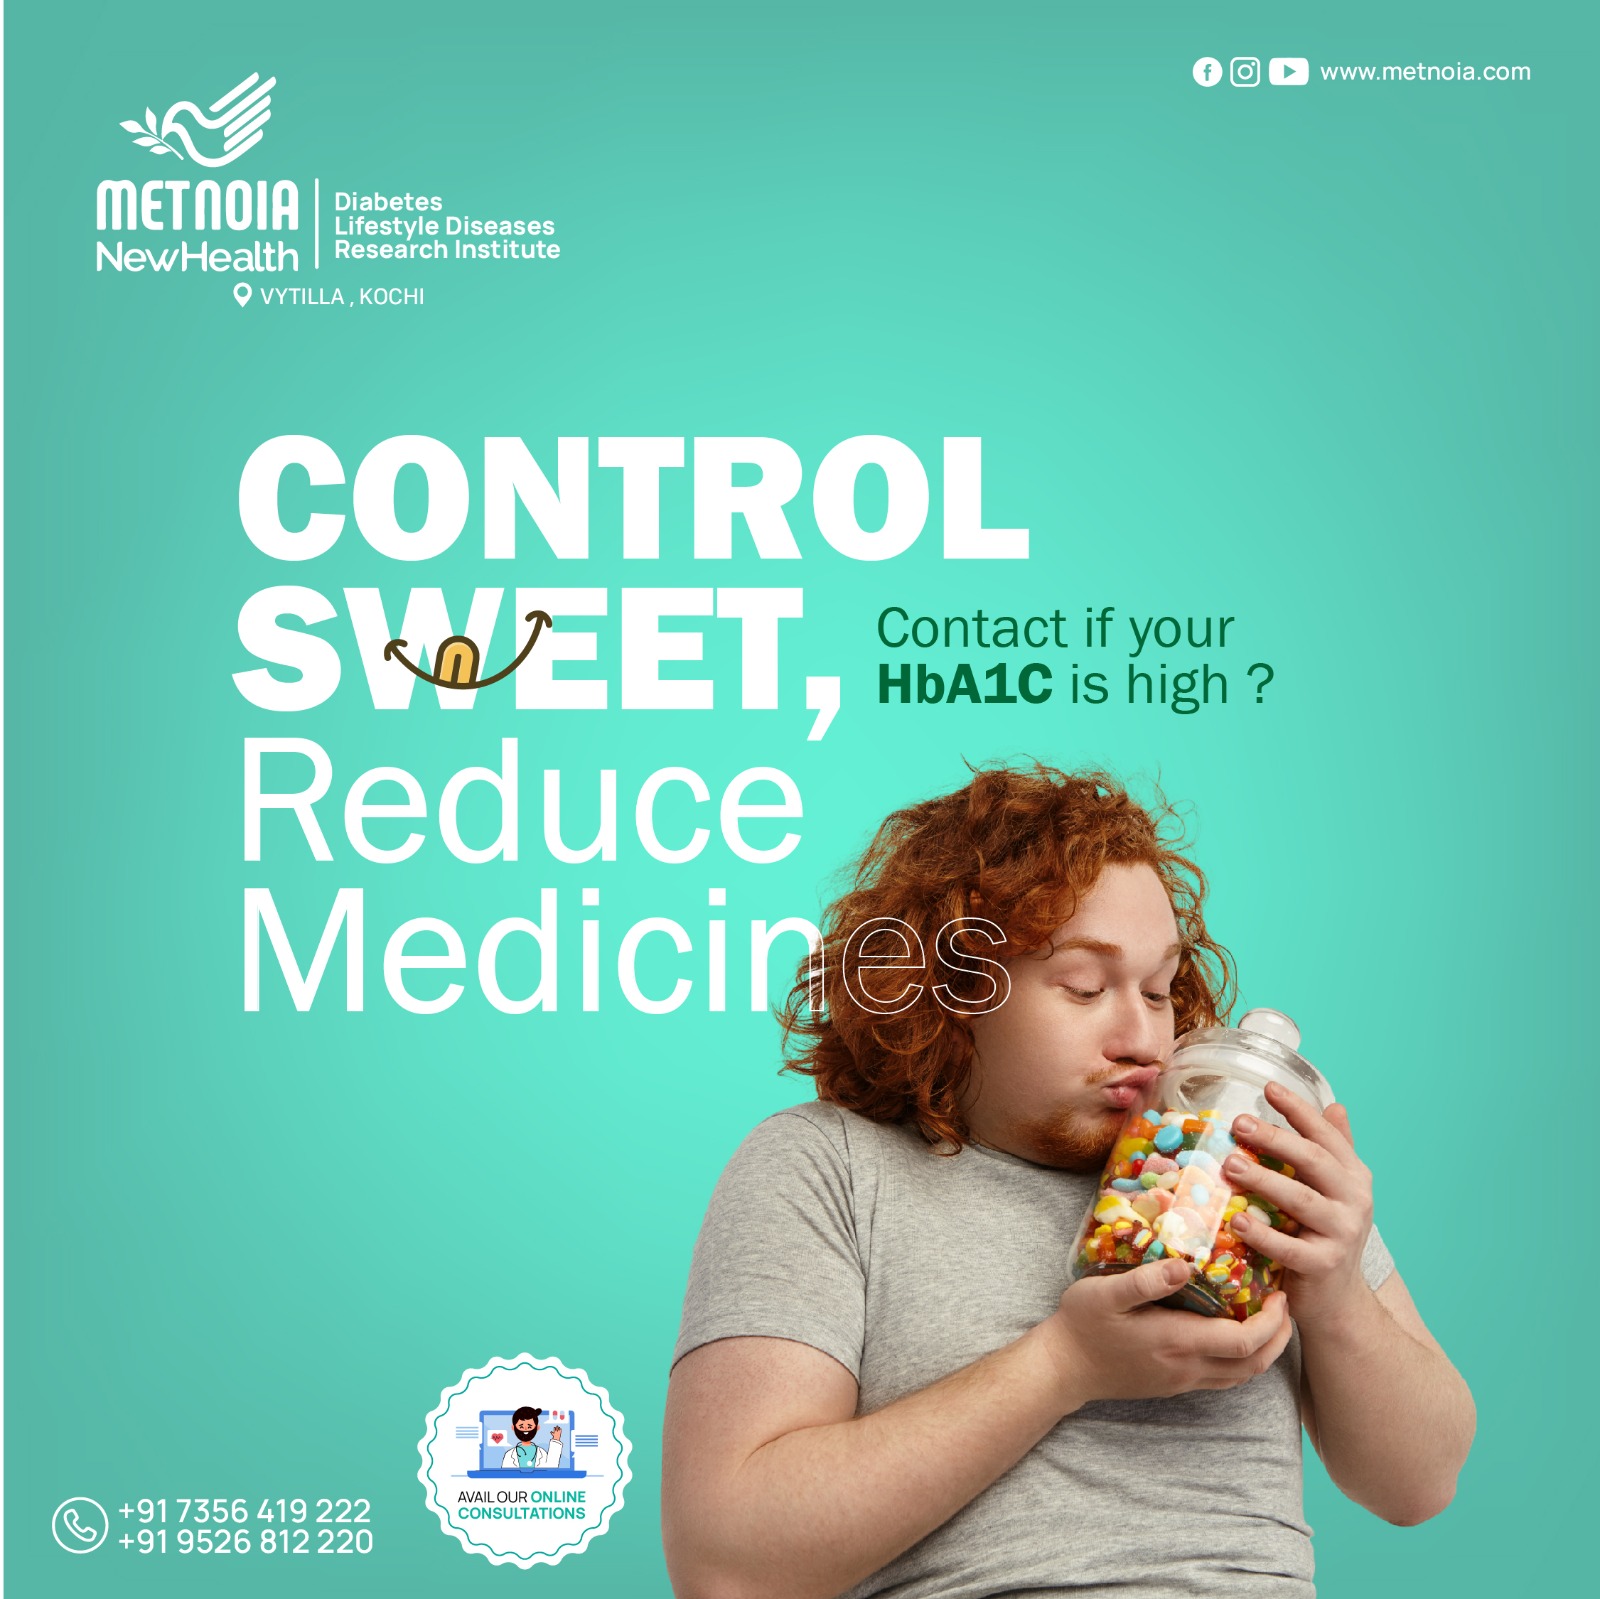 www.metnoia.com
METNOIA
NewHealth
Diabetes
Lifestyle Diseases
Research Institute
VYTILLA , KOCHI
CONTROL
SWEET,
Reduce
Medicines
Contact if your
HbA1C is high ?
AVAIL OUR ONLINE
CONSULTATIONS
+91 7356 419 222
+91 9526 812 220